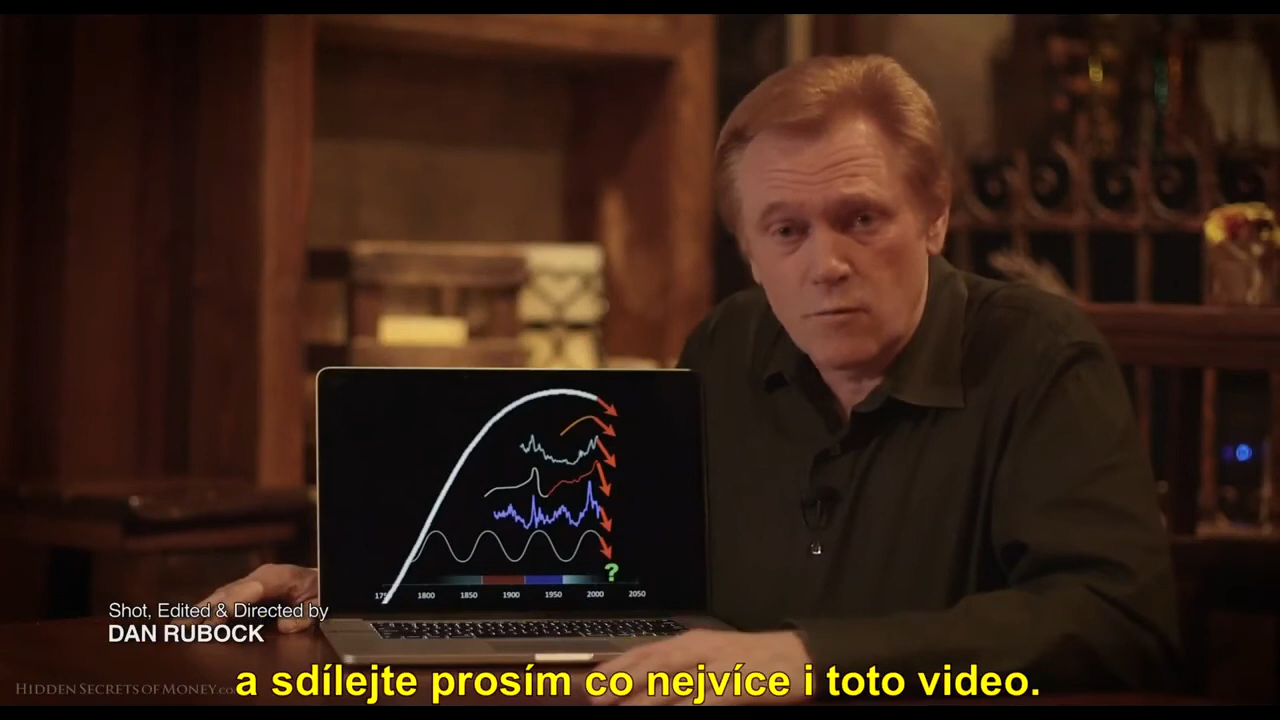 ?
1800 1850 1900 1950 2000 2050
Shot, Edited & Directed by
DAN RUBOCK
HIDDEN SECRETS OF MONEY
a sdílejte prosím co nejvíce i toto video.